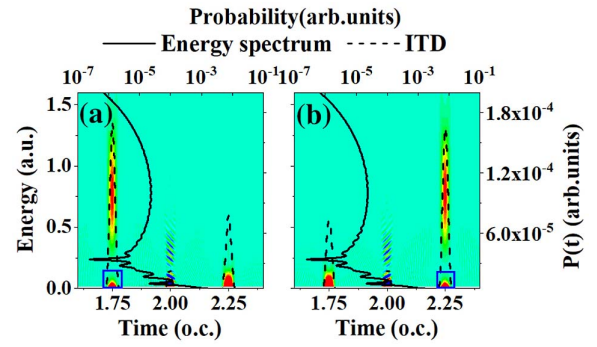 Probability(arb.units)
Energy spectrum ITD
10⁻⁷ 10⁻⁵ 10⁻³ 10⁻¹ 10⁻⁷ 10⁻⁵ 10⁻³ 10⁻¹
(a) (b)
1.5
1.0
0.5
0.0
Energy (a.u.)
1.8x10⁻⁴
1.2x10⁻⁴
6.0x10⁻⁵
P(t) (arb.units)
1.75 2.00 2.25 1.75 2.00 2.25
Time (o.c.) Time (o.c.)